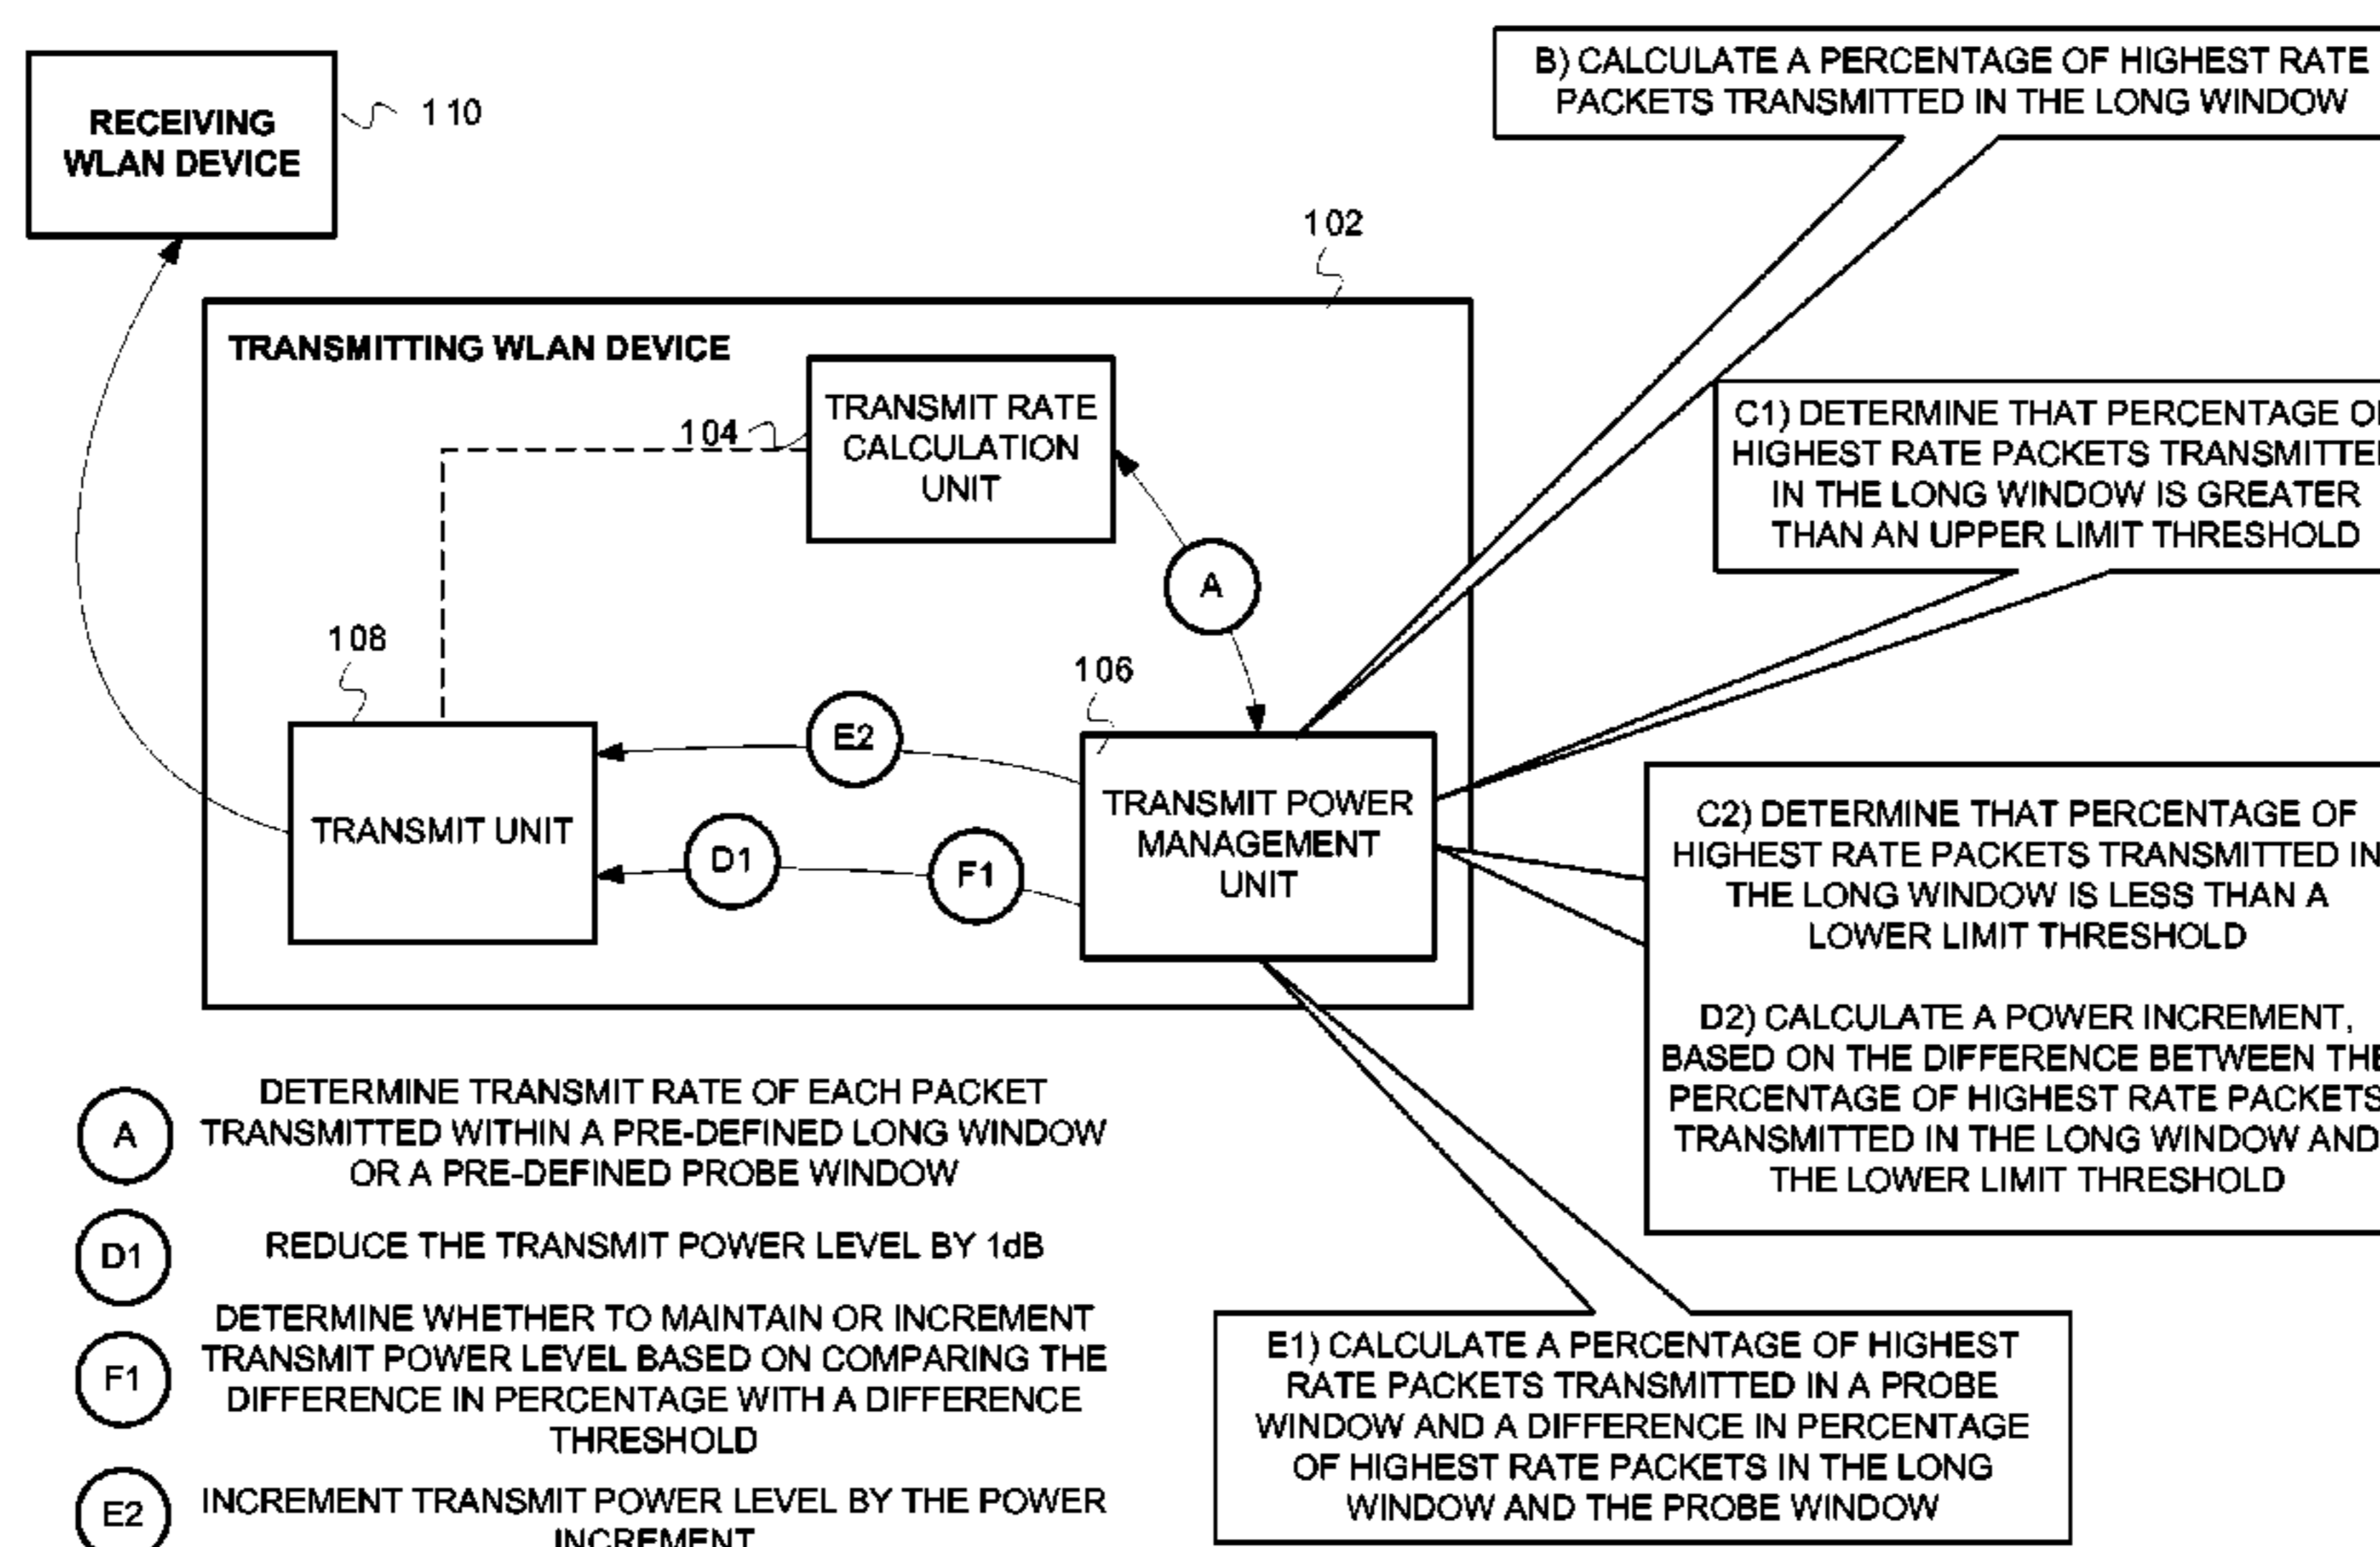 RECEIVING
WLAN DEVICE
110
B) CALCULATE A PERCENTAGE OF HIGHEST RATE
PACKETS TRANSMITTED IN THE LONG WINDOW
102
TRANSMITTING WLAN DEVICE
104
TRANSMIT RATE
CALCULATION
UNIT
A
C1) DETERMINE THAT PERCENTAGE
HIGHEST RATE PACKETS
IN THE LONG WINDOW IS GREATER
THAN AN UPPER LIMIT THRESHOLD
108
106
E2
TRANSMIT UNIT
D1
F1
TRANSMIT POWER
MANAGEMENT
UNIT
C2) DETERMINE THAT PERCENTAGE OF
HIGHEST RATE PACKETS TRANSMITTED IN
THE LONG WINDOW IS LESS THAN A
LOWER LIMIT THRESHOLD
D2) CALCULATE A POWER INCREMENT,
BASED ON THE DIFFERENCE BETWEEN THE
PERCENTAGE OF HIGHEST RATE PACKETS
TRANSMITTED IN THE LONG WINDOW AND
THE LOWER LIMIT THRESHOLD
A
DETERMINE TRANSMIT RATE OF EACH PACKET
TRANSMITTED WITHIN A PRE-DEFINED LONG WINDOW
OR A PRE-DEFINED PROBE WINDOW
D1
REDUCE THE TRANSMIT POWER LEVEL BY 1dB
F1
DETERMINE WHETHER TO MAINTAIN OR INCREMENT
TRANSMIT POWER LEVEL BASED ON COMPARING THE
DIFFERENCE IN PERCENTAGE WITH A DIFFERENCE
THRESHOLD
E2
INCREMENT TRANSMIT POWER LEVEL BY THE POWER
INCREMENT
E1) CALCULATE A PERCENTAGE OF HIGHEST
RATE PACKETS TRANSMITTED IN A PROBE
WINDOW AND A DIFFERENCE IN PERCENTAGE
OF HIGHEST RATE PACKETS IN THE LONG
WINDOW AND THE PROBE WINDOW